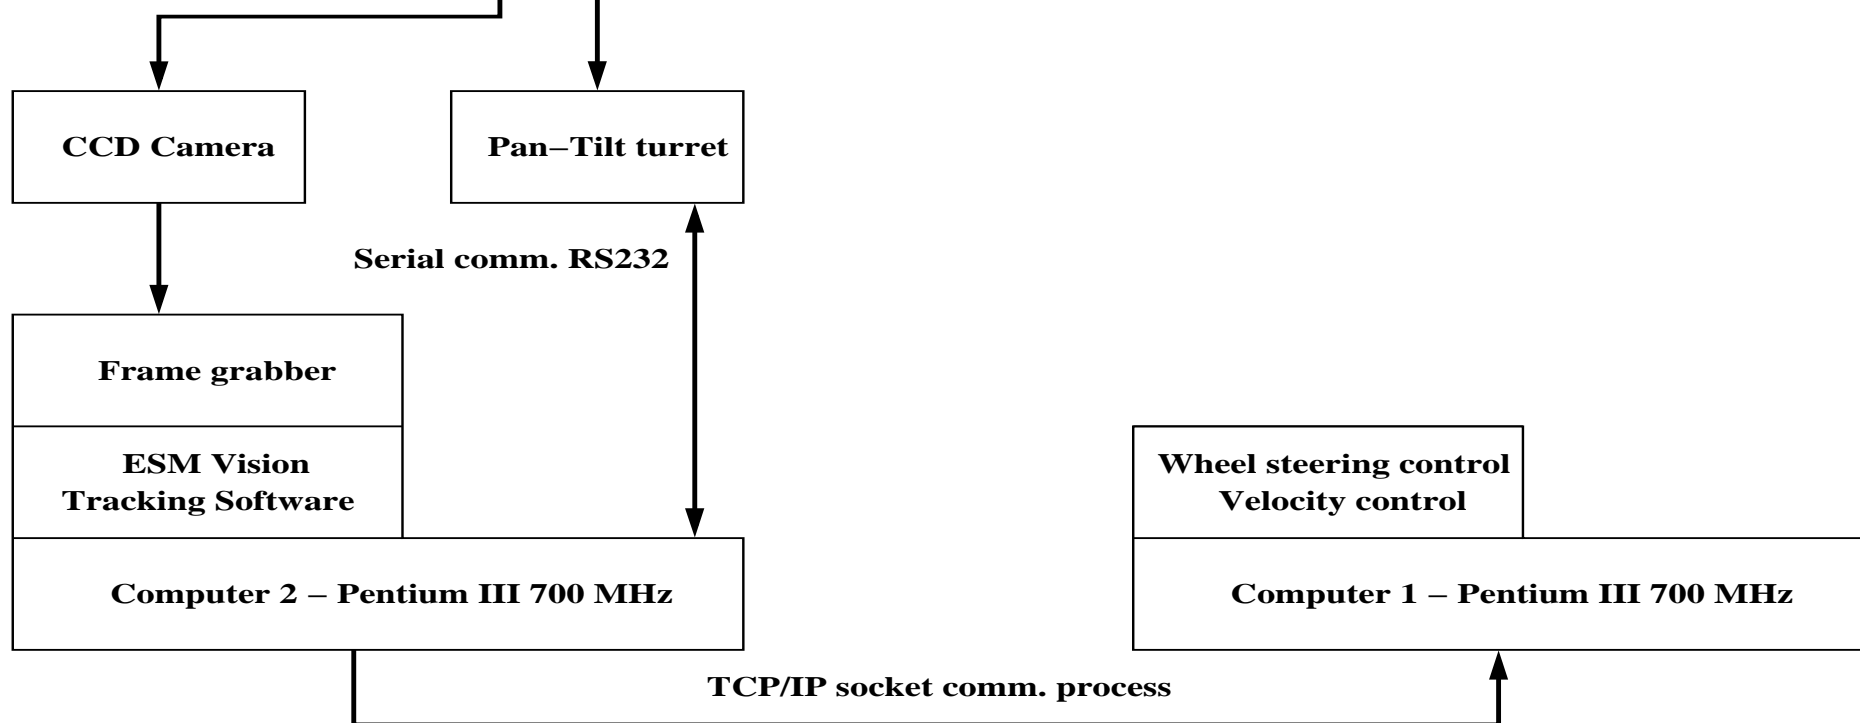 CCD Camera
Pan−Tilt turret
Serial comm. RS232
Frame grabber
ESM Vision
Tracking Software
Wheel steering control
Velocity control
Computer 2 − Pentium III 700 MHz
Computer 1 − Pentium III 700 MHz
TCP/IP socket comm. process